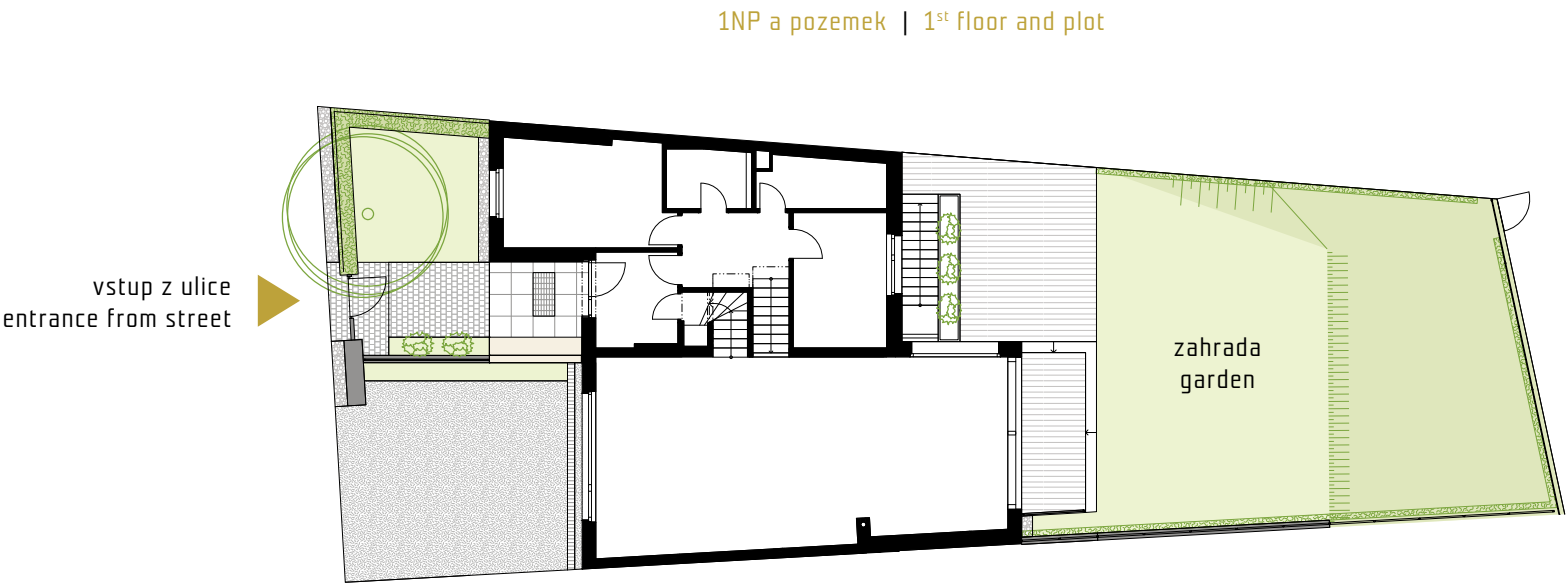 1NP a pozemek | 1st floor and plot
vstup z ulice
entrance from street
zahrada
garden